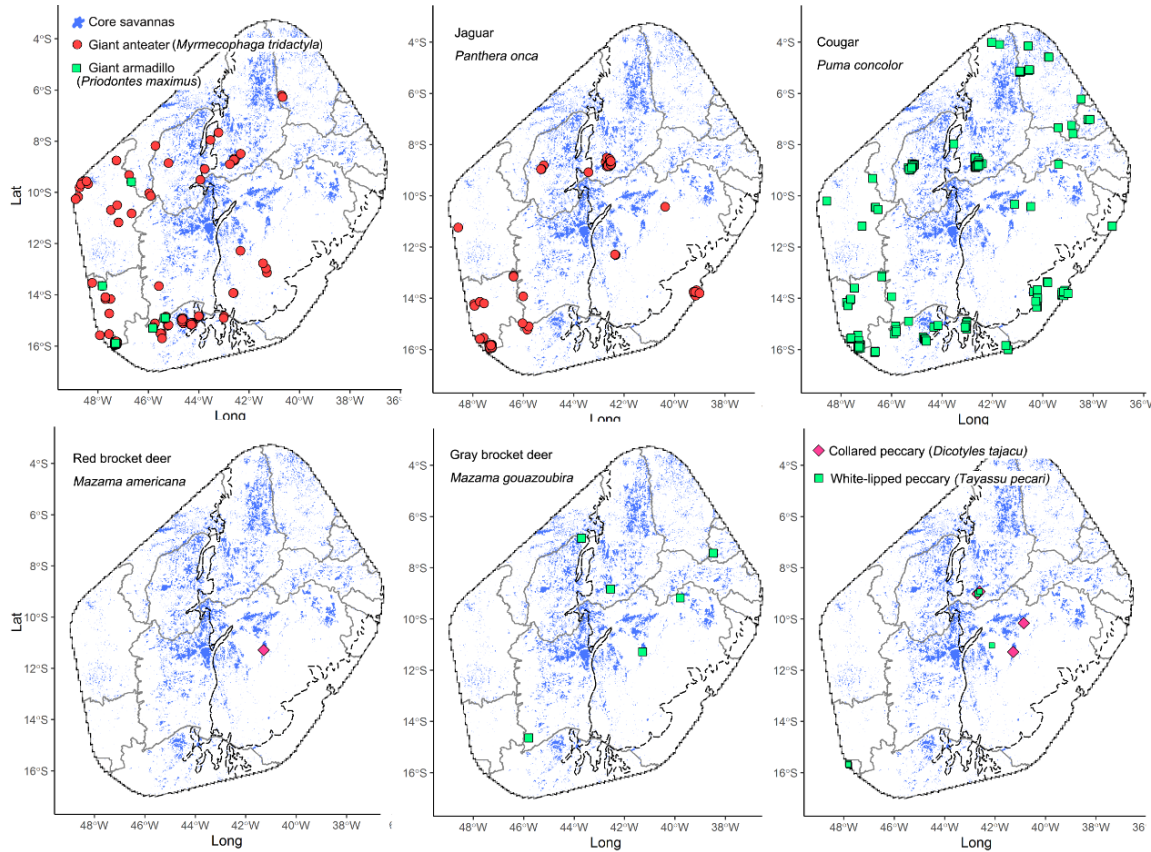 Core savannas
Giant anteater (Myrmecophaga tridactyla)
Giant armadillo
(Priodontes maximus)
4°S
6°S
8°S
10°S
12°S
14°S
16°S
Lat
48°W 46°W 44°W 42°W 40°W 38°W 36°
Long
Jaguar
Panthera onca
4°S
6°S
8°S
10°S
12°S
14°S
16°S
48°W 46°W 44°W 42°W 40°W 38°W
Long
Cougar
Puma concolor
4°S
6°S
8°S
10°S
12°S
14°S
16°S
48°W 46°W 44°W 42°W 40°W 38°W 36°W
Long
Red brocket deer
Mazama americana
4°S
6°S
8°S
10°S
12°S
14°S
16°S
Lat
48°W 46°W 44°W 42°W 40°W 38°W
Long
Gray brocket deer
Mazama gouazoubira
4°S
6°S
8°S
10°S
12°S
14°S
16°S
48°W 46°W 44°W 42°W 40°W 38°W
Long
Collared peccary (Dicotyles tajacu)
White-lipped peccary (Tayassu pecari)
4°S
6°S
8°S
10°S
12°S
14°S
16°S
48°W 46°W 44°W 42°W 40°W 38°W 36°
Long